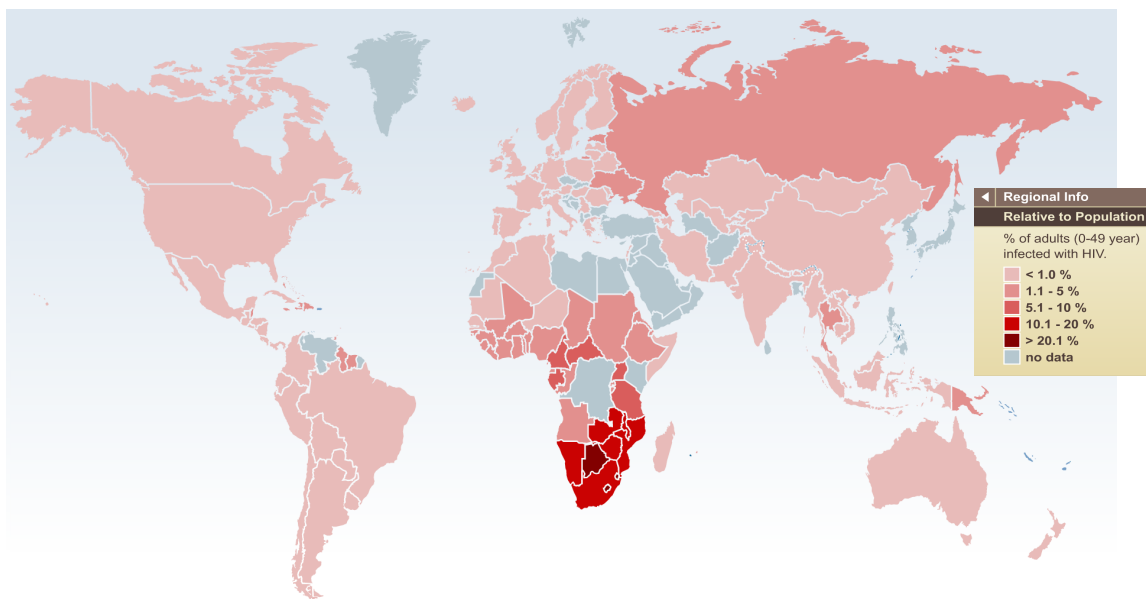 Regional Info
Relative to Population
% of adults (0-49 year)
infected with HIV.
< 1.0 %
1.1 - 5 %
5.1 - 10 %
10.1 - 20 %
> 20.1 %
no data